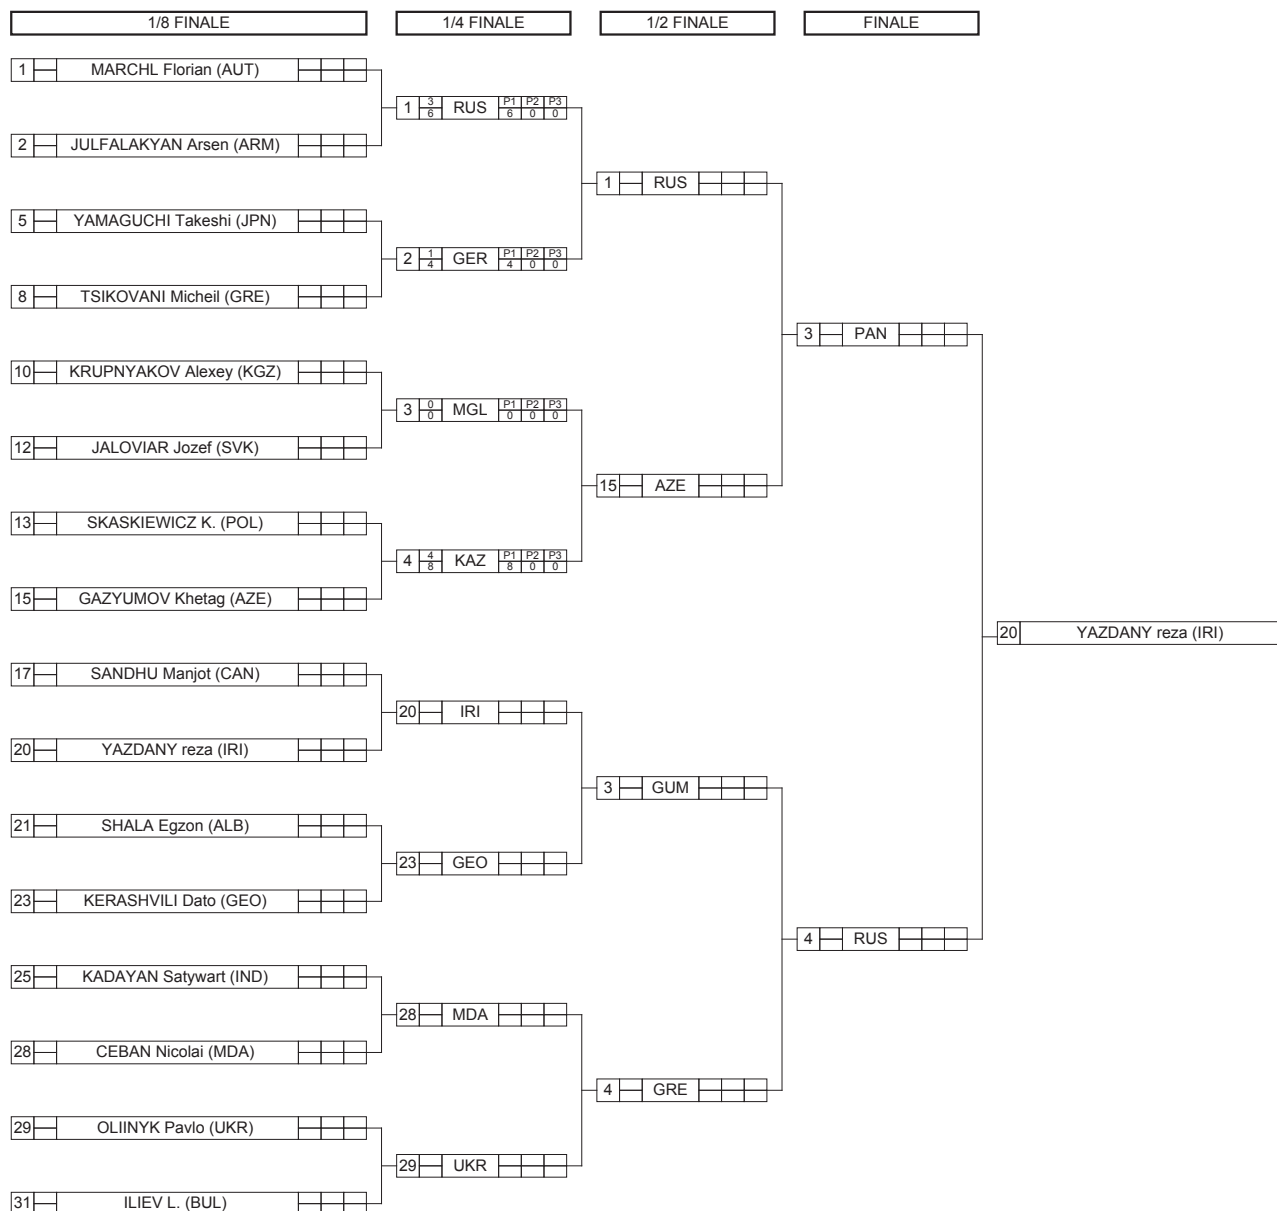 1/8 FINALE 1/4 FINALE 1/2 FINALE FINALE
1 MARCHL Florian (AUT)
1 3 6 RUS P1 P2 P3 6 0 0
2 JULFALAKYAN Arsen (ARM)
1 RUS
5 YAMAGUCHI Takeshi (JPN)
2 1 4 GER P1 P2 P3 4 0 0
8 TSIKOVANI Micheil (GRE)
3 PAN
10 KRUPNYAKOV Alexey (KGZ)
3 0 0 MGL P1 P2 P3 0 0 0
12 JALOVIAR Jozef (SVK)
15 AZE
13 SKASKIEWICZ K. (POL)
4 4 8 KAZ P1 P2 P3 8 0 0
15 GAZYUMOV Khetag (AZE)
20 YAZDANY reza (IRI)
17 SANDHU Manjot (CAN)
20 IRI
20 YAZDANY reza (IRI)
3 GUM
21 SHALA Egzon (ALB)
23 GEO
23 KERASHVILI Dato (GEO)
4 RUS
25 KADAYAN Satywart (IND)
28 MDA
28 CEBAN Nicolai (MDA)
4 GRE
29 OLIINYK Pavlo (UKR)
29 UKR
31 ILIEV L. (BUL)